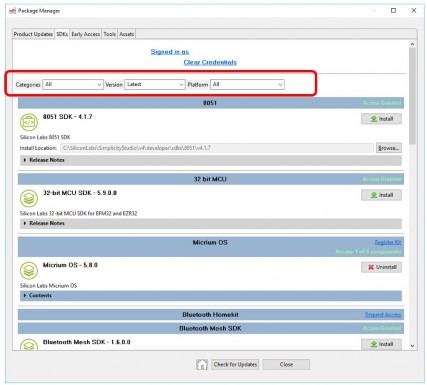 Package Manager
Product Updates SDKs Early Access Tools Assets
Signed in as
Clear Credentials
Categories All Version Latest Platform All
8051 Access Granted
8051 SDK - 4.1.7 Install
Silicon Labs 8051 SDK
Install Location: C:\SiliconLabs\SimplicityStudio\v4\developer\sdks\8051\v4.1.7 Browse...
Release Notes
32 bit MCU Access Granted
32-bit MCU SDK - 5.9.0.0 Install
Silicon Labs 32-bit MCU SDK for EFM32 and EZR32
Release Notes
Micrium OS Register Kit
Access 1 of 5 components
Micrium OS - 5.8.0 Uninstall
Silicon Labs Micrium OS
Contents
Bluetooth Homekit Request Access
Bluetooth Mesh SDK Access Granted
Bluetooth Mesh SDK - 1.6.0.0 Install
Check for Updates Close